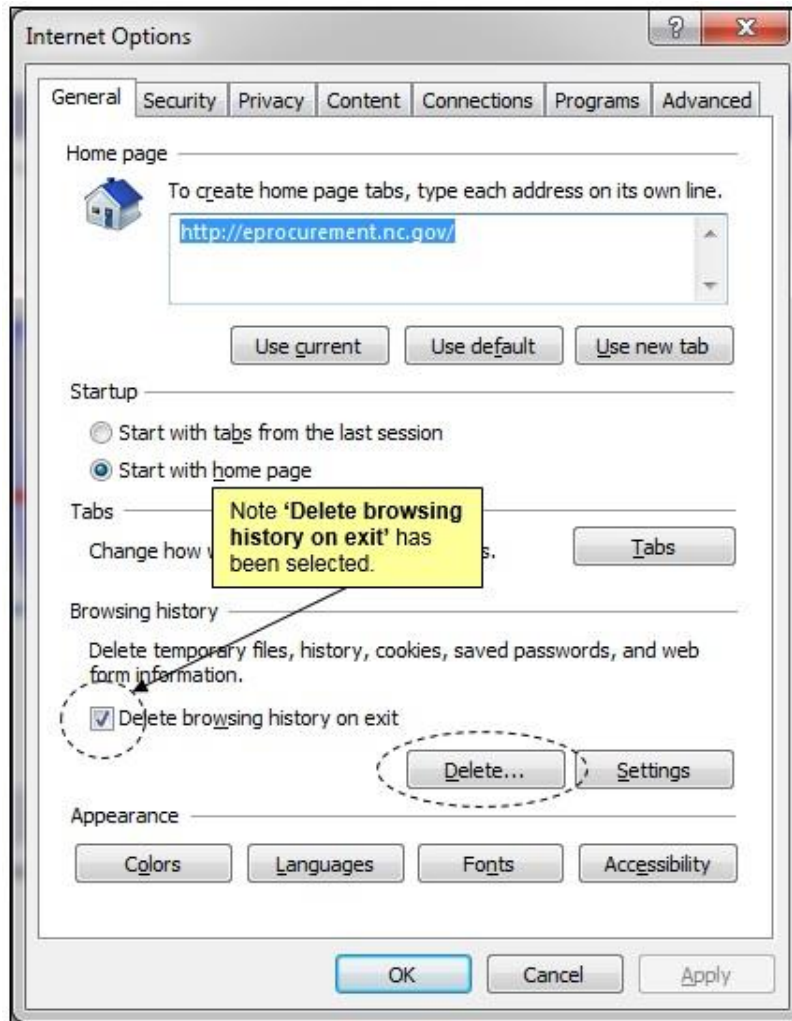 Internet Options
General Security Privacy Content Connections Programs Advanced
Home page
To create home page tabs, type each address on its own line.
http://eprocurement.nc.gov/
Use current Use default Use new tab
Startup
Start with tabs from the last session
Start with home page
Tabs
Note 'Delete browsing
history on exit' has
been selected.
Change how w s. Tabs
Browsing history
Delete temporary files, history, cookies, saved passwords, and web
form information.
Delete browsing history on exit
Delete... Settings
Appearance
Colors Languages Fonts Accessibility
OK Cancel Apply